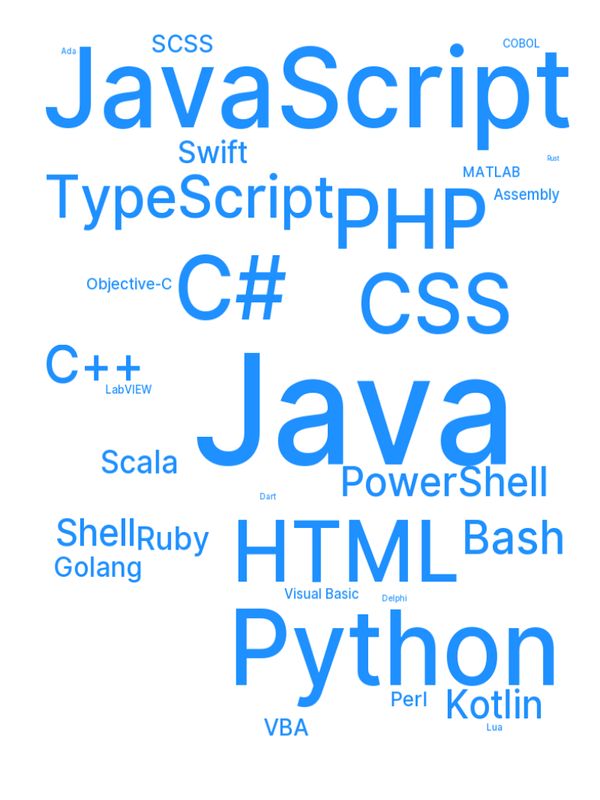 SCSS
COBOL
Ada
JavaScript
Swift
Rust
MATLAB
TypeScript
PHP
Assembly
Objective-C
C#
CSS
C++
LabVIEW
Java
Scala
PowerShell
Dart
Shell
Ruby
HTML
Bash
Golang
Visual Basic
Delphi
Python
Perl
Kotlin
VBA
Lua